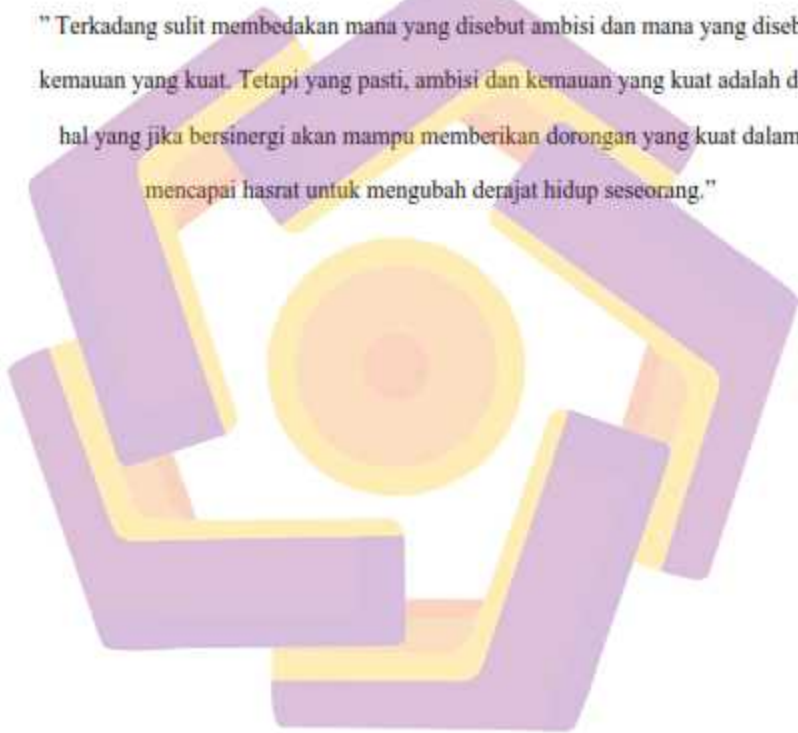 ” Terkadang sulit membedakan mana yang disebut ambisi dan mana yang
kemauan yang kuat. Tetapi yang pasti, ambisi dan kemauan yang kuat adalah
hal yang jika bersinergi akan mampu memberikan dorongan yang kuat dalam
mencapai hasrat untuk mengubah derajat hidup seseorang.”